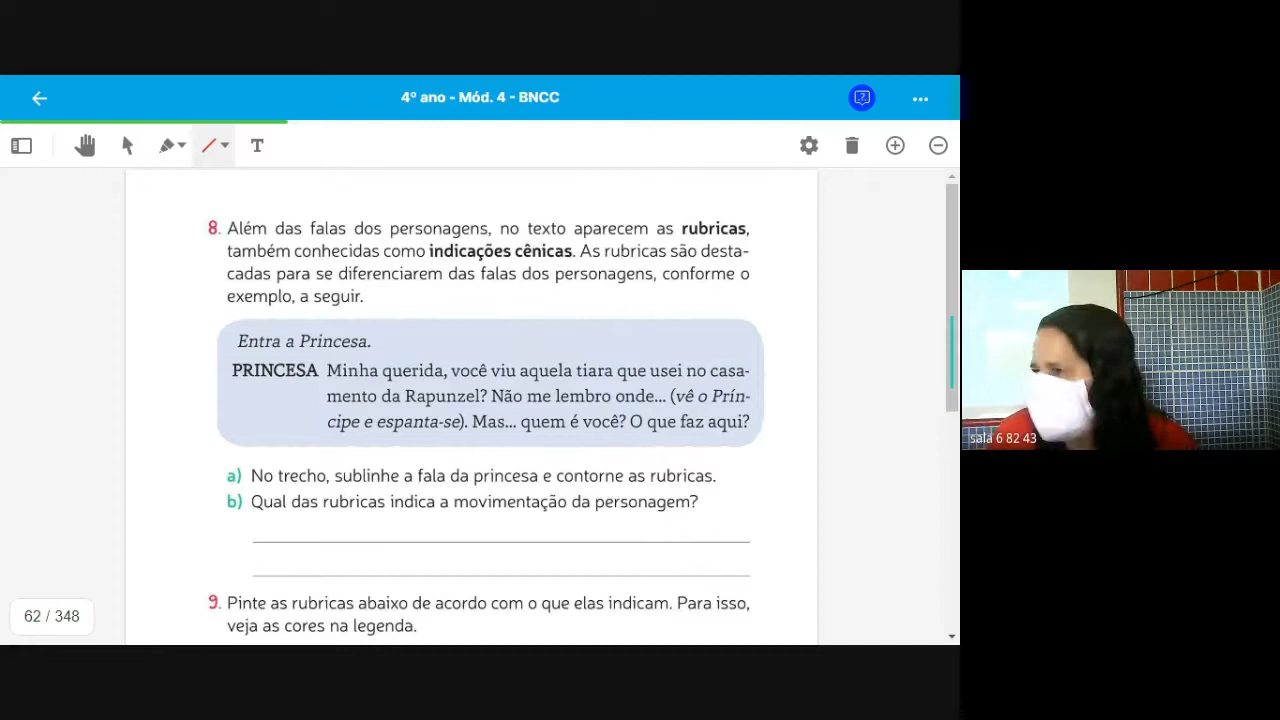 4º ano - Mód. 4 - BNCC
T
8. Além das falas dos personagens, no texto aparecem as rubricas,
também conhecidas como indicações cênicas. As rubricas são desta-
cadas para se diferenciarem das falas dos personagens, conforme o
exemplo, a seguir.
Entra a Princesa.
PRINCESA Minha querida, você viu aquela tiara que usei no casa-
mento da Rapunzel? Não me lembro onde... (vê o Prín-
cipe e espanta-se). Mas... quem é você? O que faz aqui?
a) No trecho, sublinhe a fala da princesa e contorne as rubricas.
b) Qual das rubricas indica a movimentação da personagem?
9. Pinte as rubricas abaixo de acordo com o que elas indicam. Para isso,
veja as cores na legenda.
62 / 348
sala 6 82 43